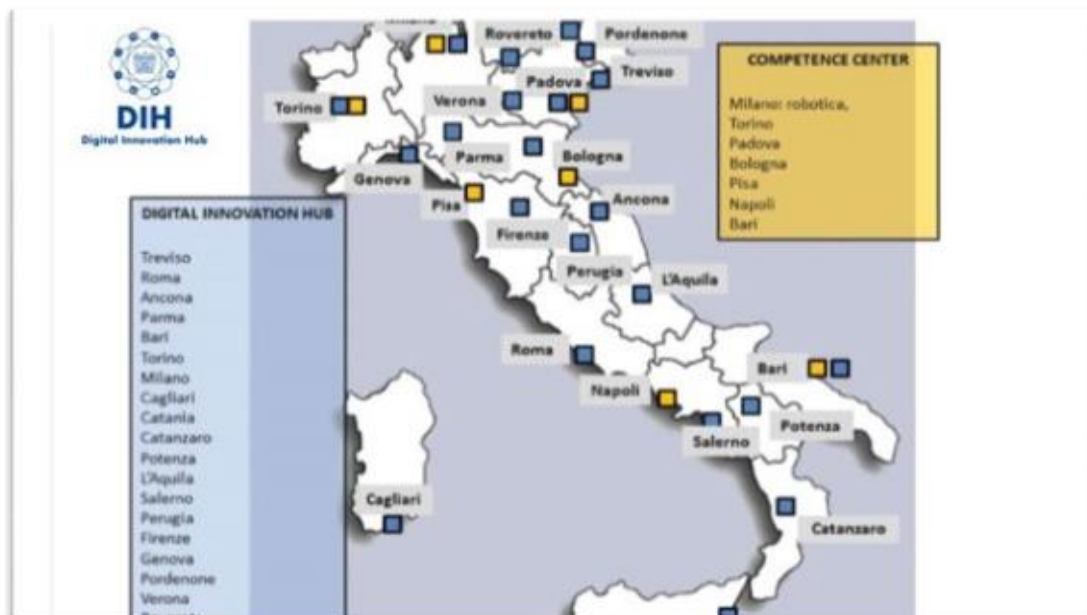 DIH
Digital Innovation Hub
Milano
Rovereto
Pordenone
Treviso
Padova
Torino
Verona
Parma
Bologna
Genova
Pisa
Ancona
Firenze
Perugia
L'Aquila
Roma
Bari
Napoli
Potenza
Salerno
Cagliari
Catanzaro
COMPETENCE CENTER
Milano: robotica,
Torino
Padova
Bologna
Pisa
Napoli
Bari
DIGITAL INNOVATION HUB
Treviso
Roma
Ancona
Parma
Bari
Torino
Milano
Cagliari
Catania
Catanzaro
Potenza
L'Aquila
Salerno
Perugia
Firenze
Genova
Pordenone
Verona